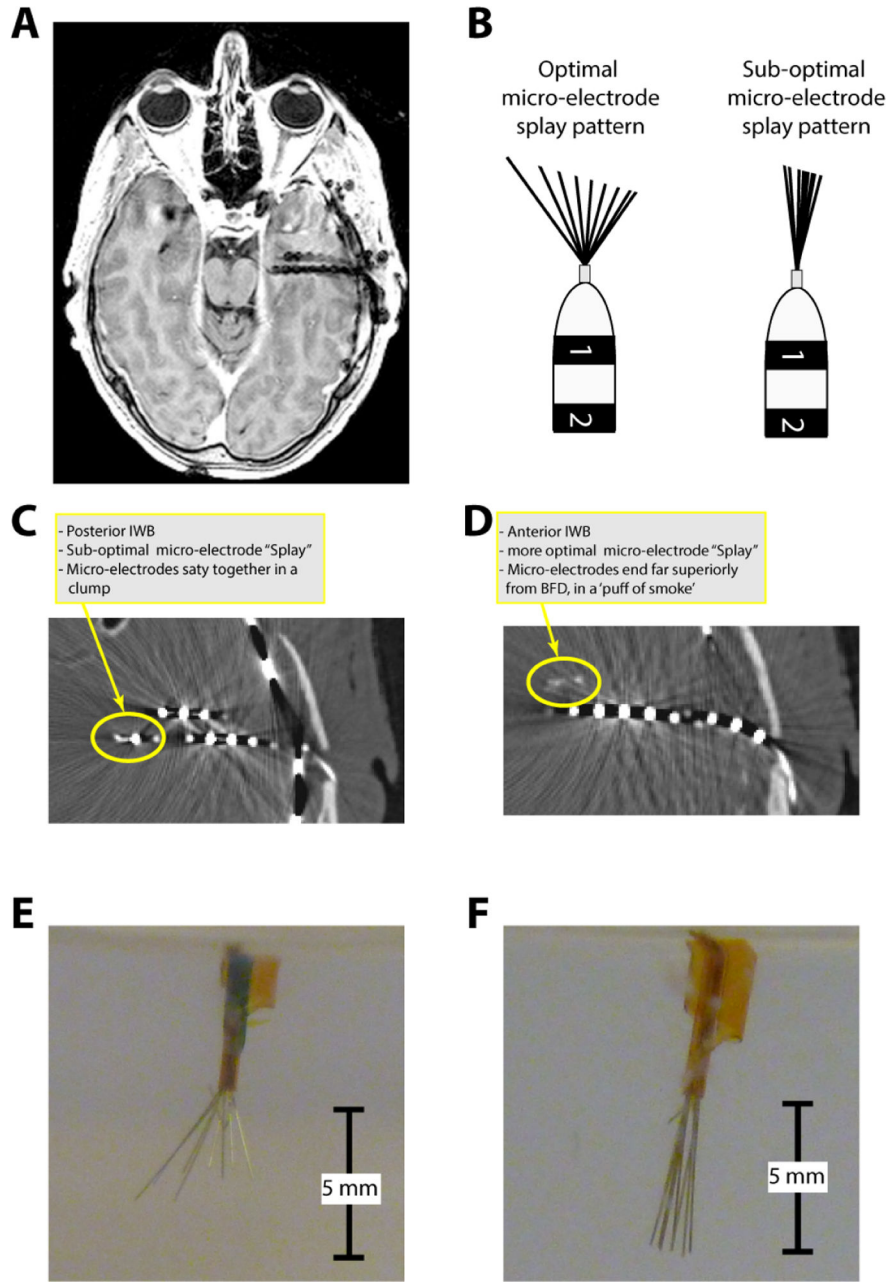 A
B
Optimal
micro-electrode
splay pattern
Sub-optimal
micro-electrode
splay pattern
1
2
1
2
C
- Posterior IWB
- Sub-optimal micro-electrode “Splay”
- Micro-electrodes saty together in a
clump
D
- Anterior IWB
- more optimal micro-electrode “Splay”
- Micro-electrodes end far superiorly
from BFD, in a ‘puff of smoke’
E
5 mm
F
5 mm